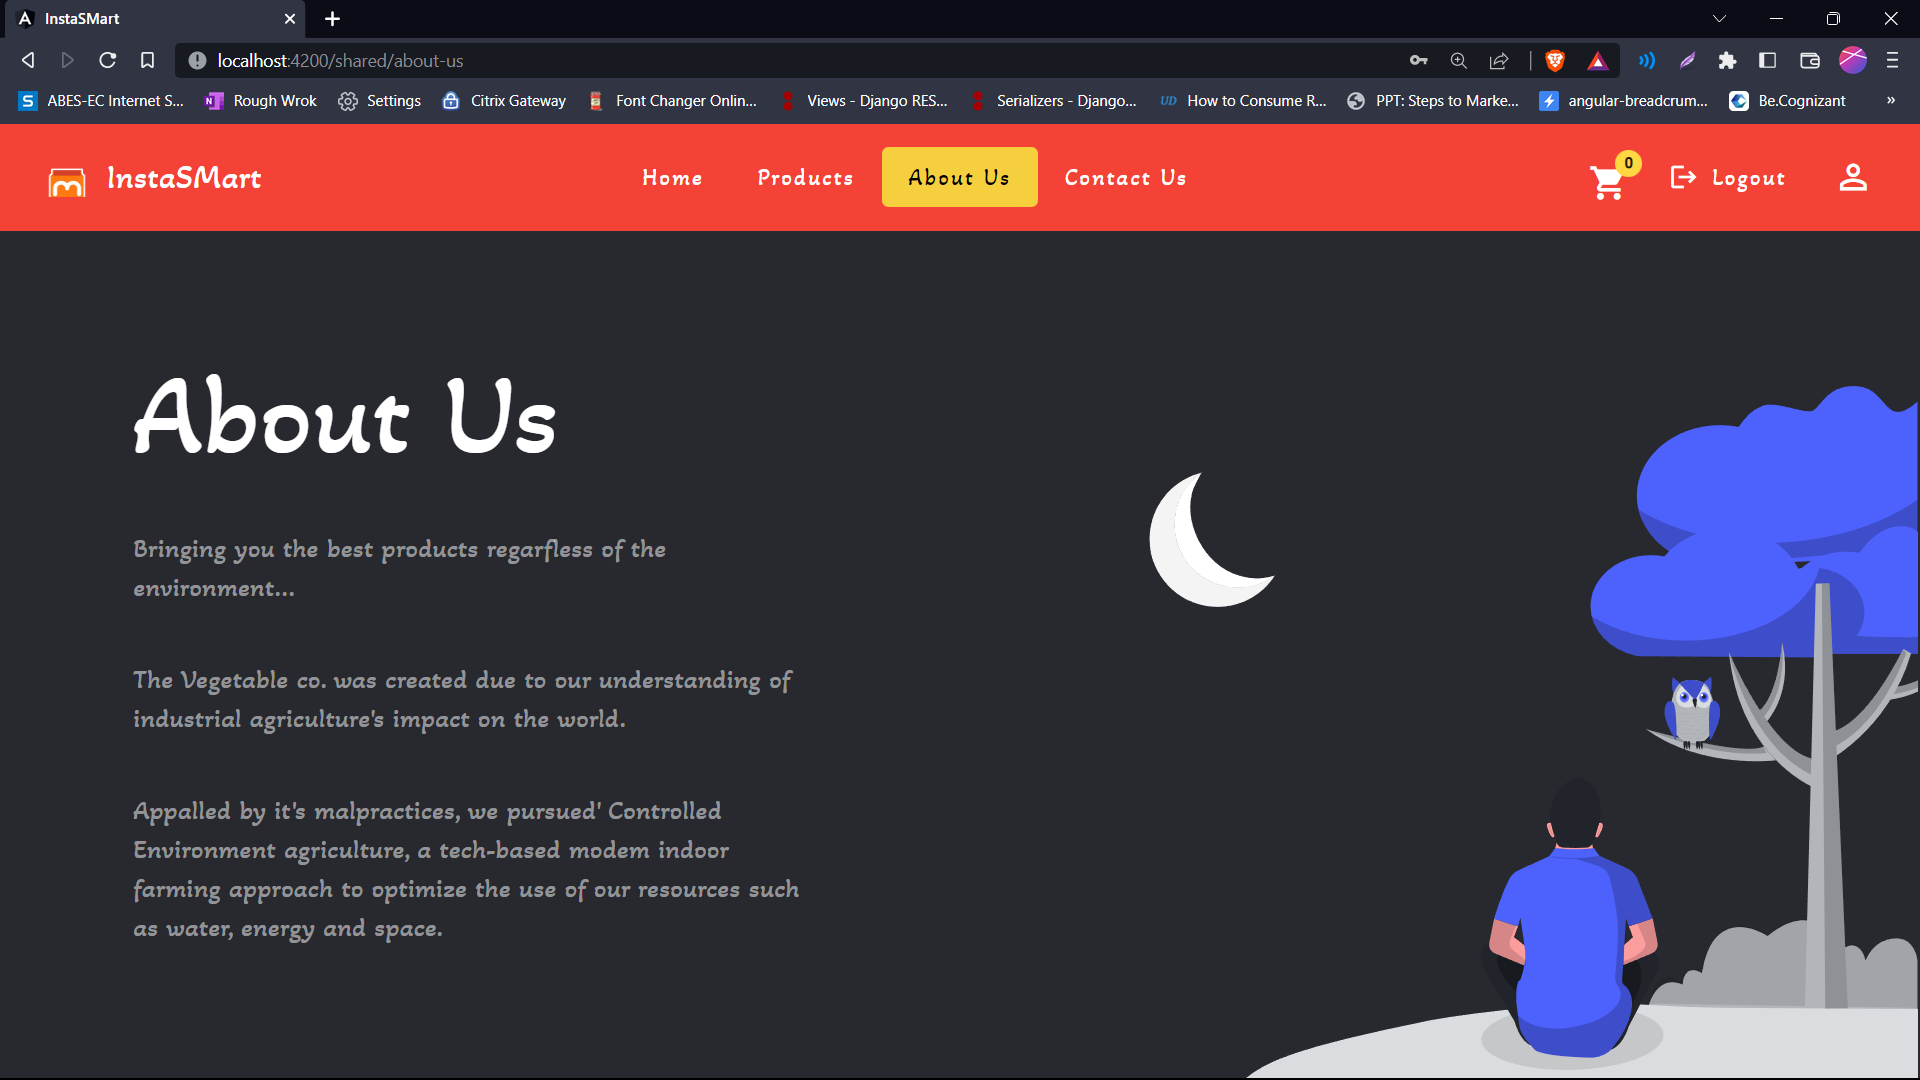 InstaSMart
localhost:4200/shared/about-us
ABES-EC Internet S... Rough Wrok Settings Citrix Gateway Font Changer Onlin... Views - Django RES... Serializers - Django... How to Consume R... PPT: Steps to Marke... angular-breadcrum... Be.Cognizant »
InstaSMart Home Products About Us Contact Us 0 Logout
About Us
Bringing you the best products regarfless of the
environment...
The Vegetable co. was created due to our understanding of
industrial agriculture's impact on the world.
Appalled by it's malpractices, we pursued' Controlled
Environment agriculture, a tech-based modem indoor
farming approach to optimize the use of our resources such
as water, energy and space.